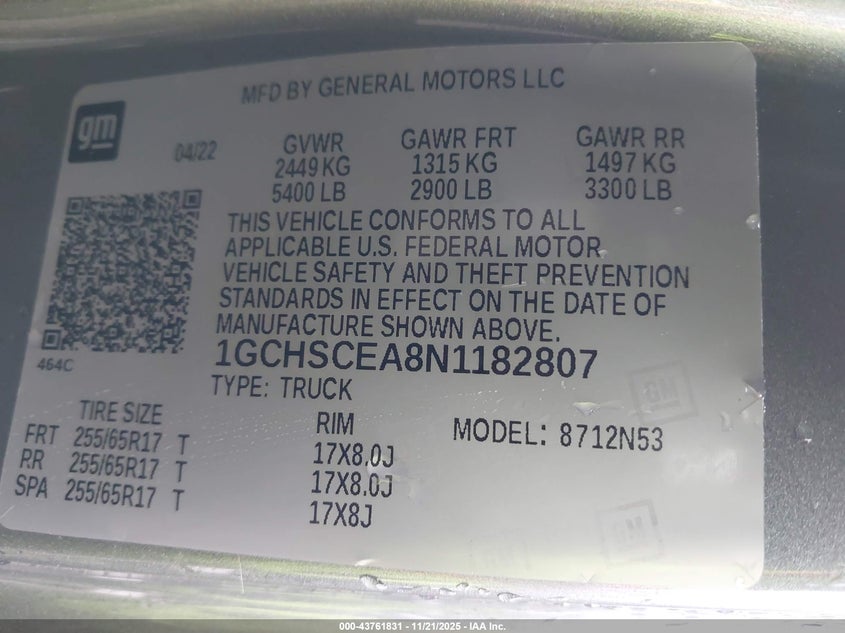 MFD BY GENERAL MOTORS LLC
gm
04/22 GVWR GAWR FRT GAWR RR
2449 KG 1315 KG 1497 KG
5400 LB 2900 LB 3300 LB
THIS VEHICLE CONFORMS TO ALL
APPLICABLE U.S. FEDERAL MOTOR
VEHICLE SAFETY AND THEFT PREVENTION
STANDARDS IN EFFECT ON THE DATE OF
MANUFACTURE SHOWN ABOVE.
464C
1GCHSCEA8N1182807
TYPE: TRUCK
TIRE SIZE RIM MODEL: 8712N53
FRT 255/65R17 T 17X8.0J
RR 255/65R17 T 17X8.0J
SPA 255/65R17 T 17X8J
GM
GM
000-43761831 - 11/21/2025 - IAA Inc.